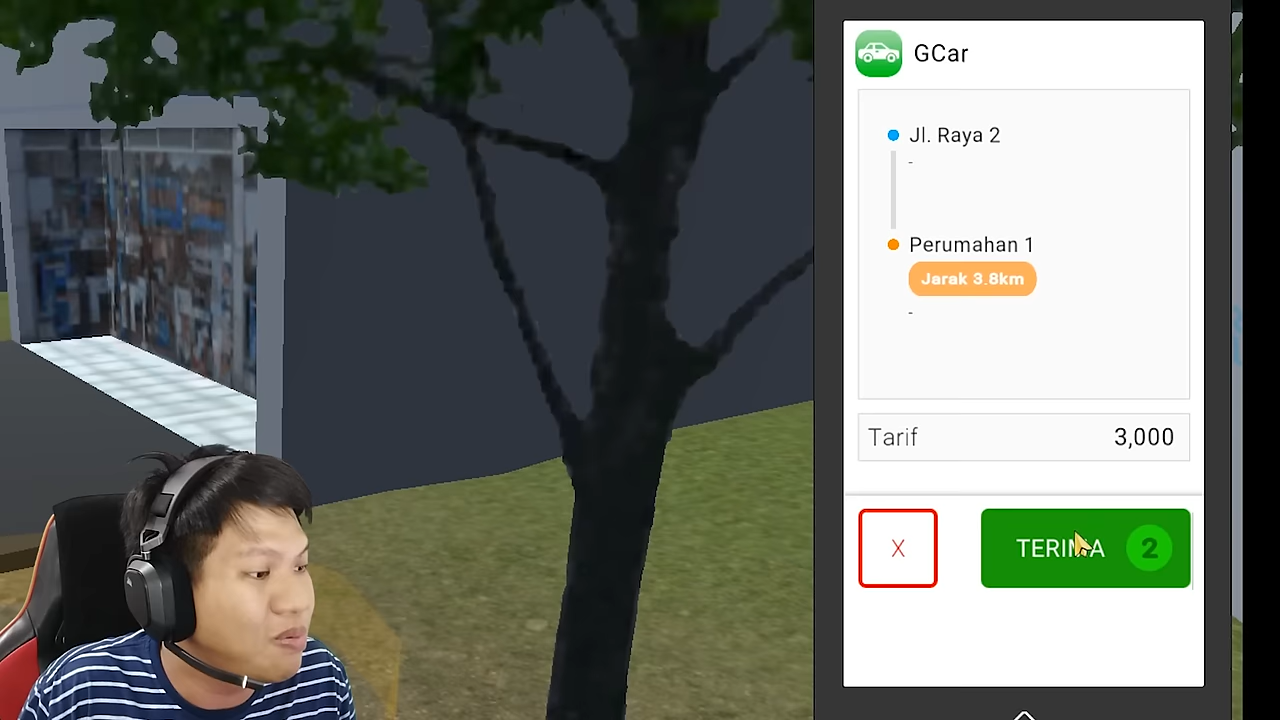 GCar
Jl. Raya 2
-
Perumahan 1
Jarak 3.8km
-
Tarif 3,000
X
TERIMA 2